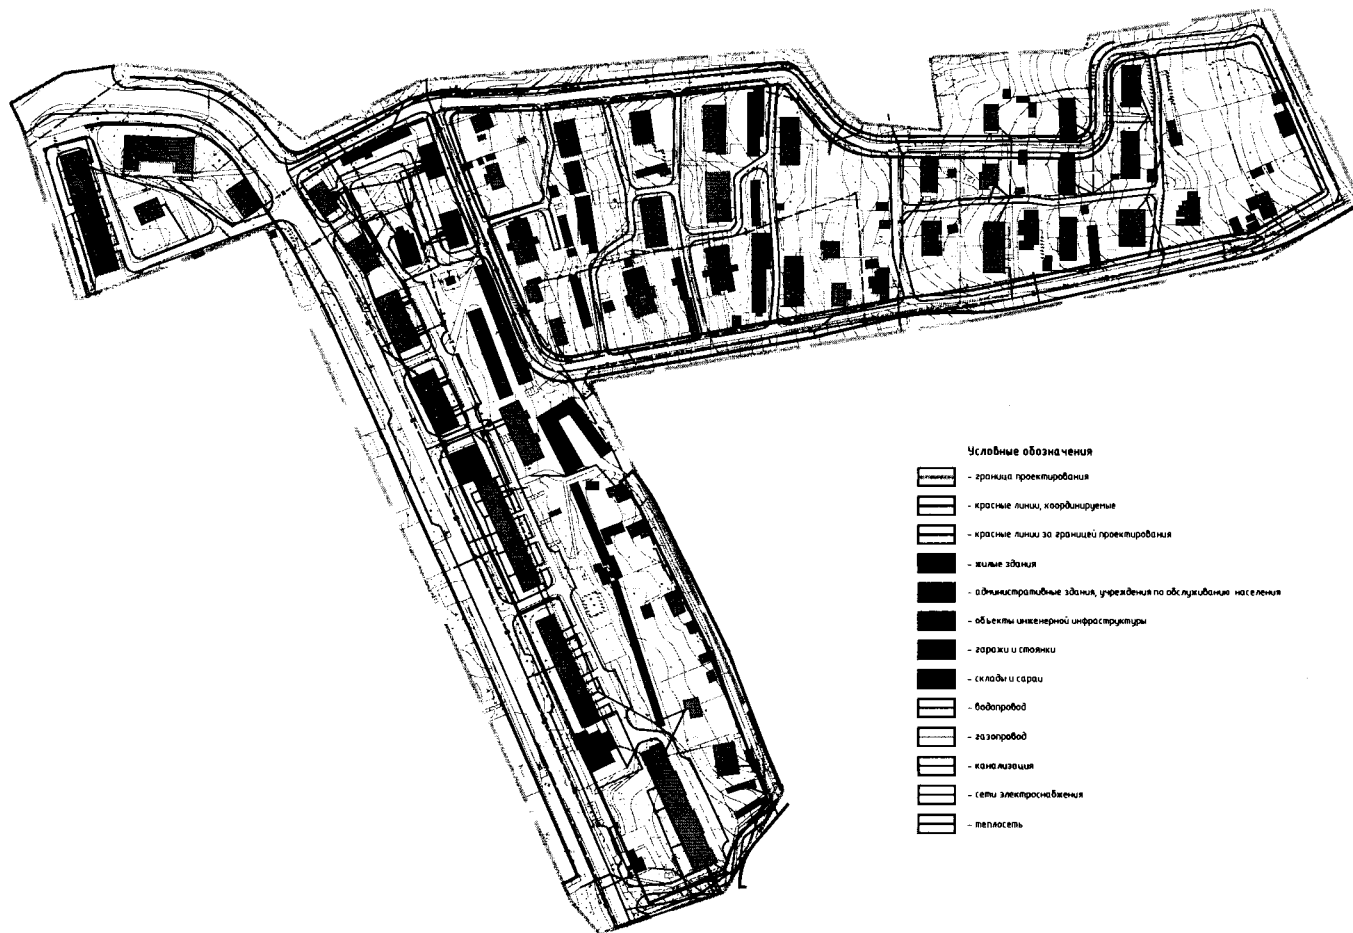 Условные обозначения
- граница проектирования
- красные линии, координируемые
- красные линии за границей проектирования
- жилые здания
- административные здания, учреждения по обслуживанию населения
- объекты инженерной инфраструктуры
- гаражи и стоянки
- склады и сараи
- водопровод
- газопровод
- канализация
- сети электроснабжения
- теплосеть